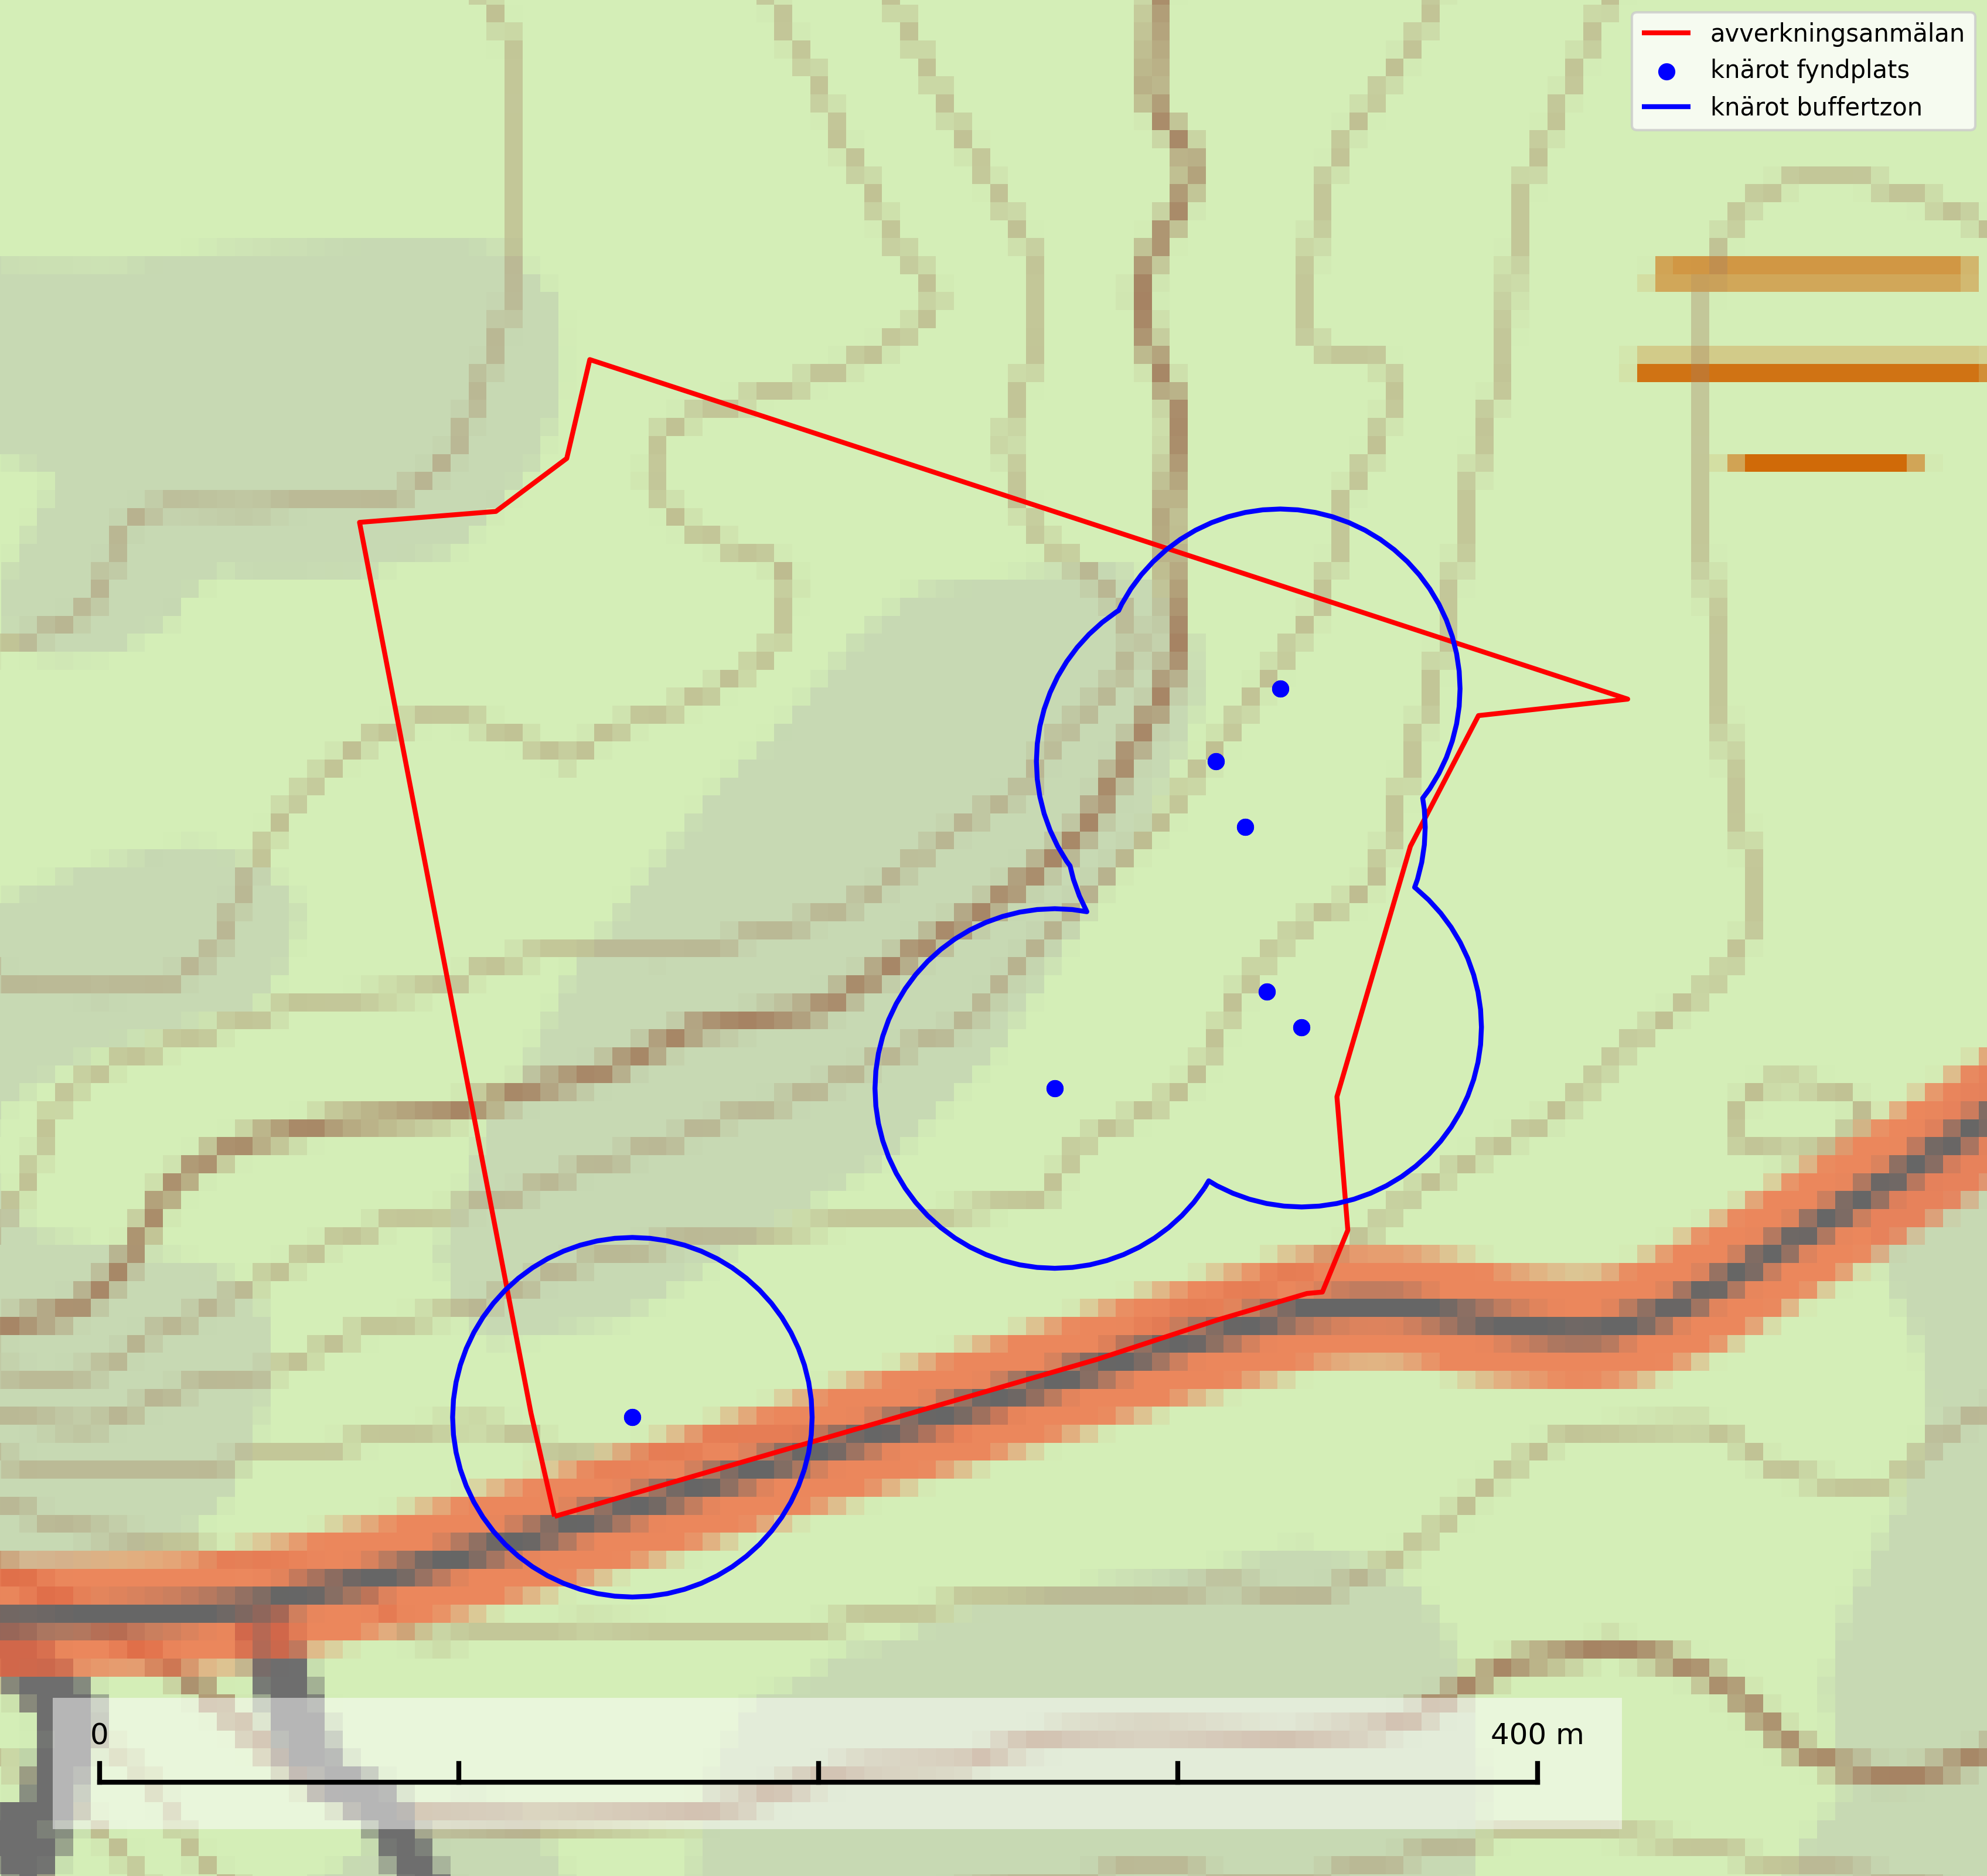 avverkningsanmälan
knärot fyndplats
knärot buffertzon
0
400 m